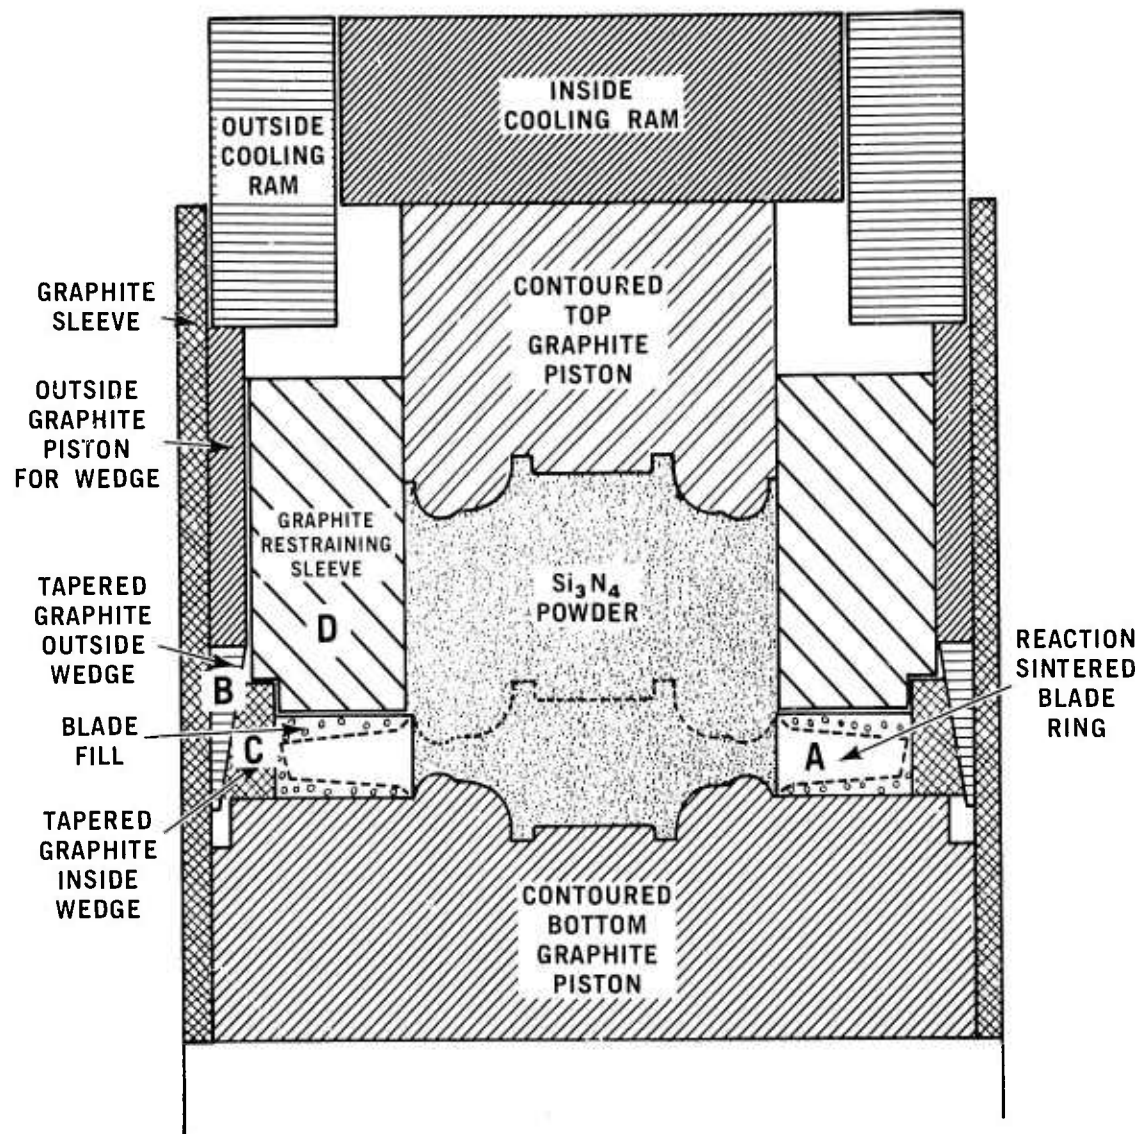 INSIDE
COOLING RAM
OUTSIDE
COOLING
RAM
GRAPHITE
SLEEVE
CONTOURED
TOP
GRAPHITE
PISTON
OUTSIDE
GRAPHITE
PISTON
FOR WEDGE
GRAPHITE
RESTRAINING
SLEEVE
D
Si₃N₄
POWDER
TAPERED
GRAPHITE
OUTSIDE
WEDGE
B
REACTION
SINTERED
BLADE
RING
BLADE
FILL
C
A
TAPERED
GRAPHITE
INSIDE
WEDGE
CONTOURED
BOTTOM
GRAPHITE
PISTON